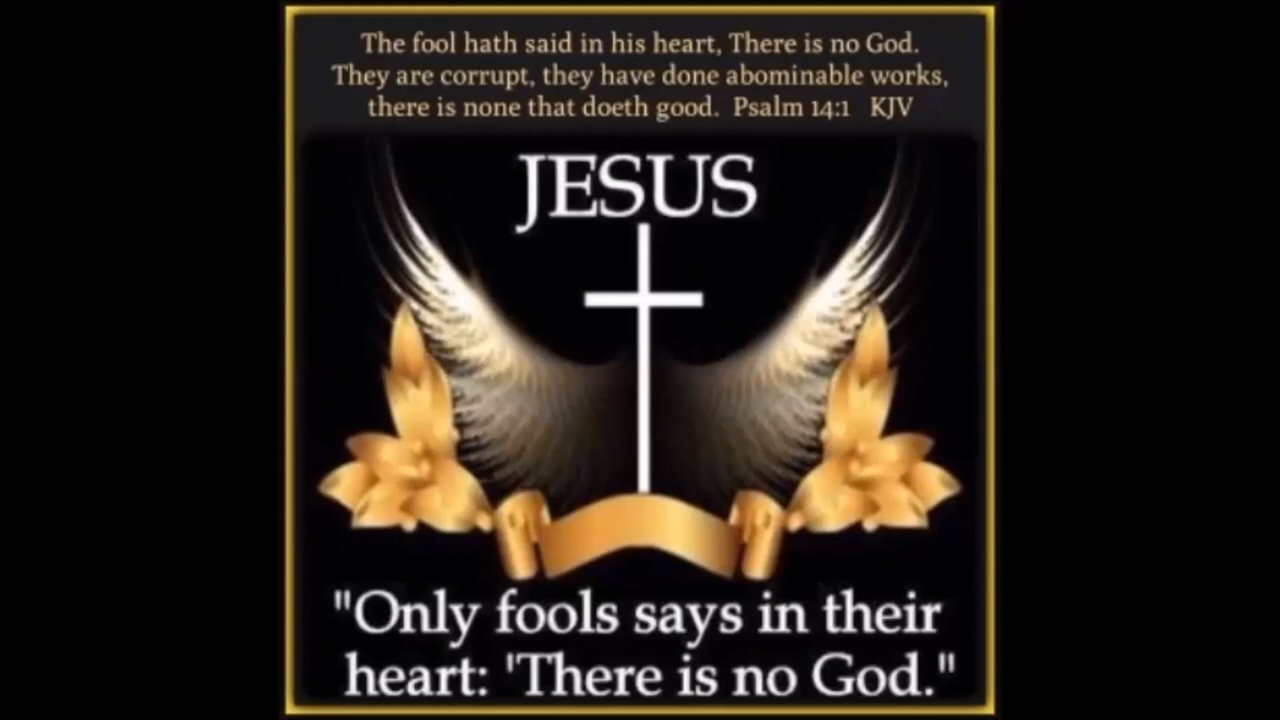 The fool hath said in his heart, There is no God.
They are corrupt, they have done abominable works,
there is none that doeth good. Psalm 14:1 KJV
JESUS
"Only fools says in their
heart: 'There is no God."